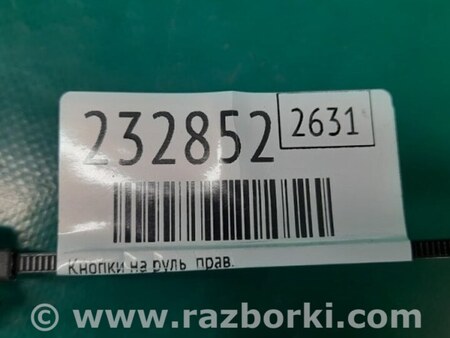 232852 2631
Кнопки на руль прав.
© www.razborki.com